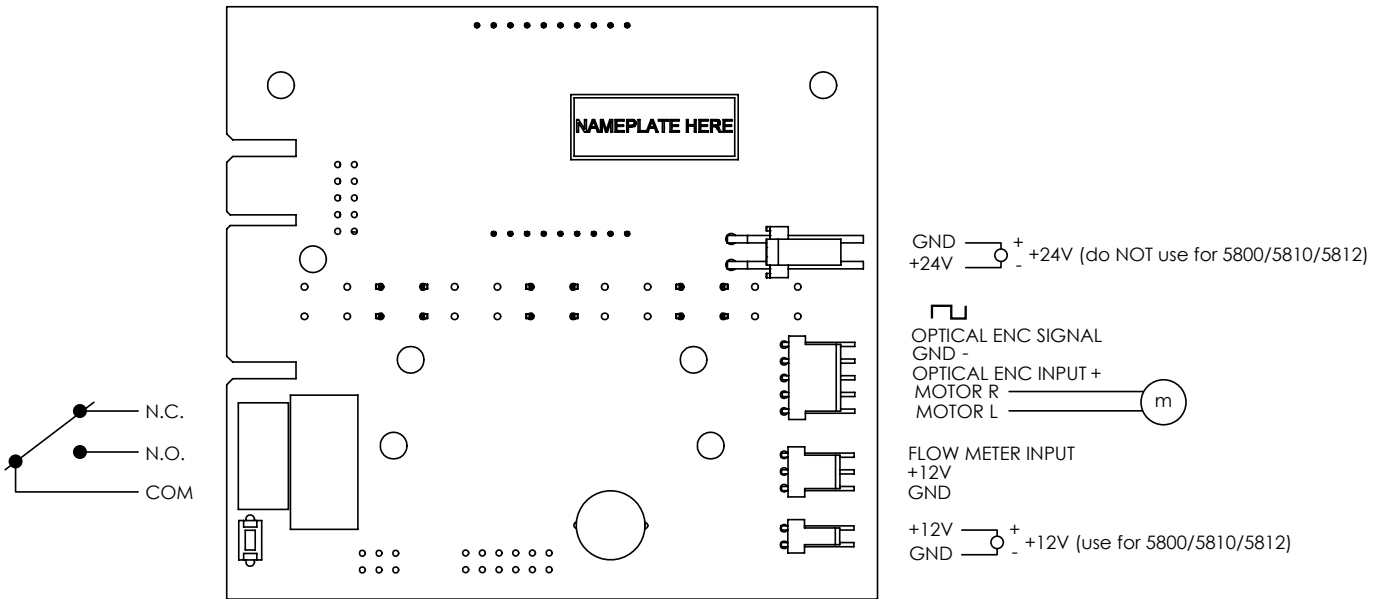 NAMEPLATE HERE
GND +
+24V - +24V (do NOT use for 5800/5810/5812)
OPTICAL ENC SIGNAL
GND -
OPTICAL ENC INPUT +
MOTOR R
MOTOR L
m
N.C.
N.O.
COM
FLOW METER INPUT
+12V
GND
+12V +
GND - +12V (use for 5800/5810/5812)